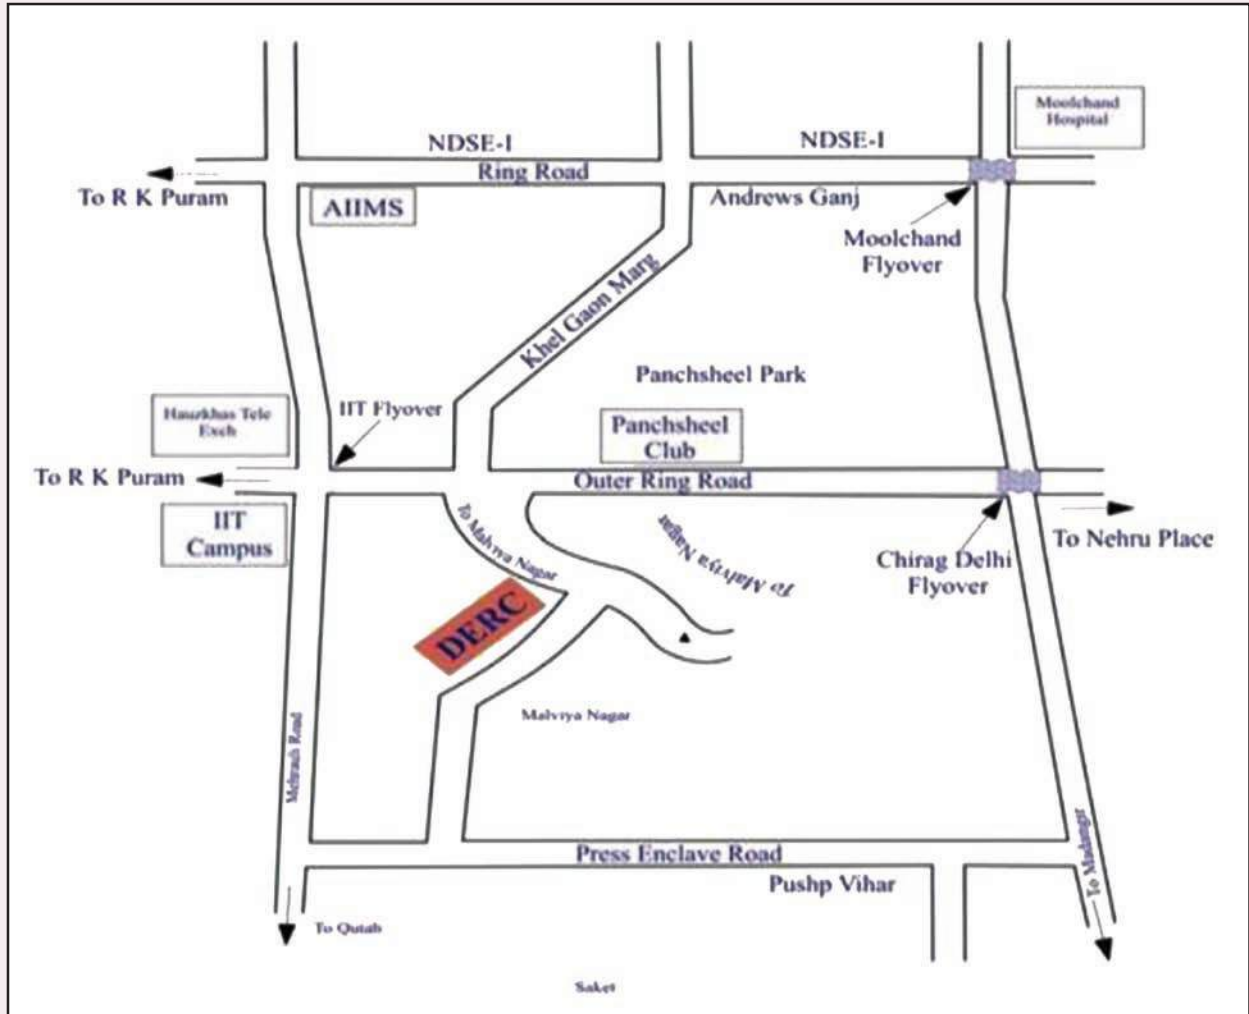 Moolchand
Hospital
NDSE-I
NDSE-I
Ring Road
To R K Puram
AIIMS
Andrews Ganj
Moolchand
Flyover
Khel Gaon Marg
Panchsheel Park
Hauzkhas Tele
Exch
IIT Flyover
Panchsheel
Club
To R K Puram
Outer Ring Road
IIT
Campus
To Malviya Nagar
To Malviya Nagar
To Nehru Place
Chirag Delhi
Flyover
DERC
Malviya Nagar
Mehrauli Road
Press Enclave Road
To Madangir
Pushp Vihar
To Qutab
Saket